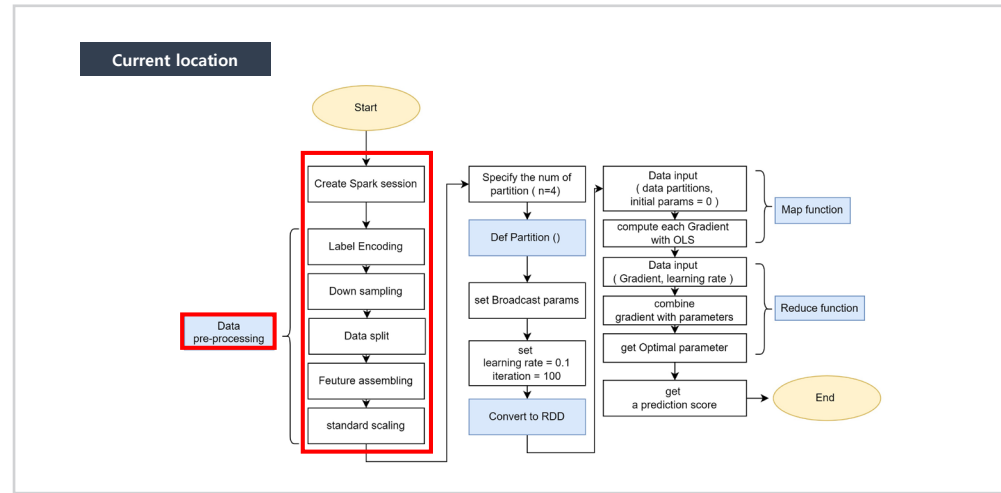 Current location
Start
Create Spark session
Label Encoding
Down sampling
Data split
Feuture assembling
standard scaling
Data
pre-processing
Specify the num of
partition ( n=4)
Def Partition ()
set Broadcast params
set
learning rate = 0.1
iteration = 100
Convert to RDD
Data input
( data partitions,
initial params = 0 )
compute each Gradient
with OLS
Map function
Data input
( Gradient, learning rate )
combine
gradient with parameters
get Optimal parameter
Reduce function
get
a prediction score
End